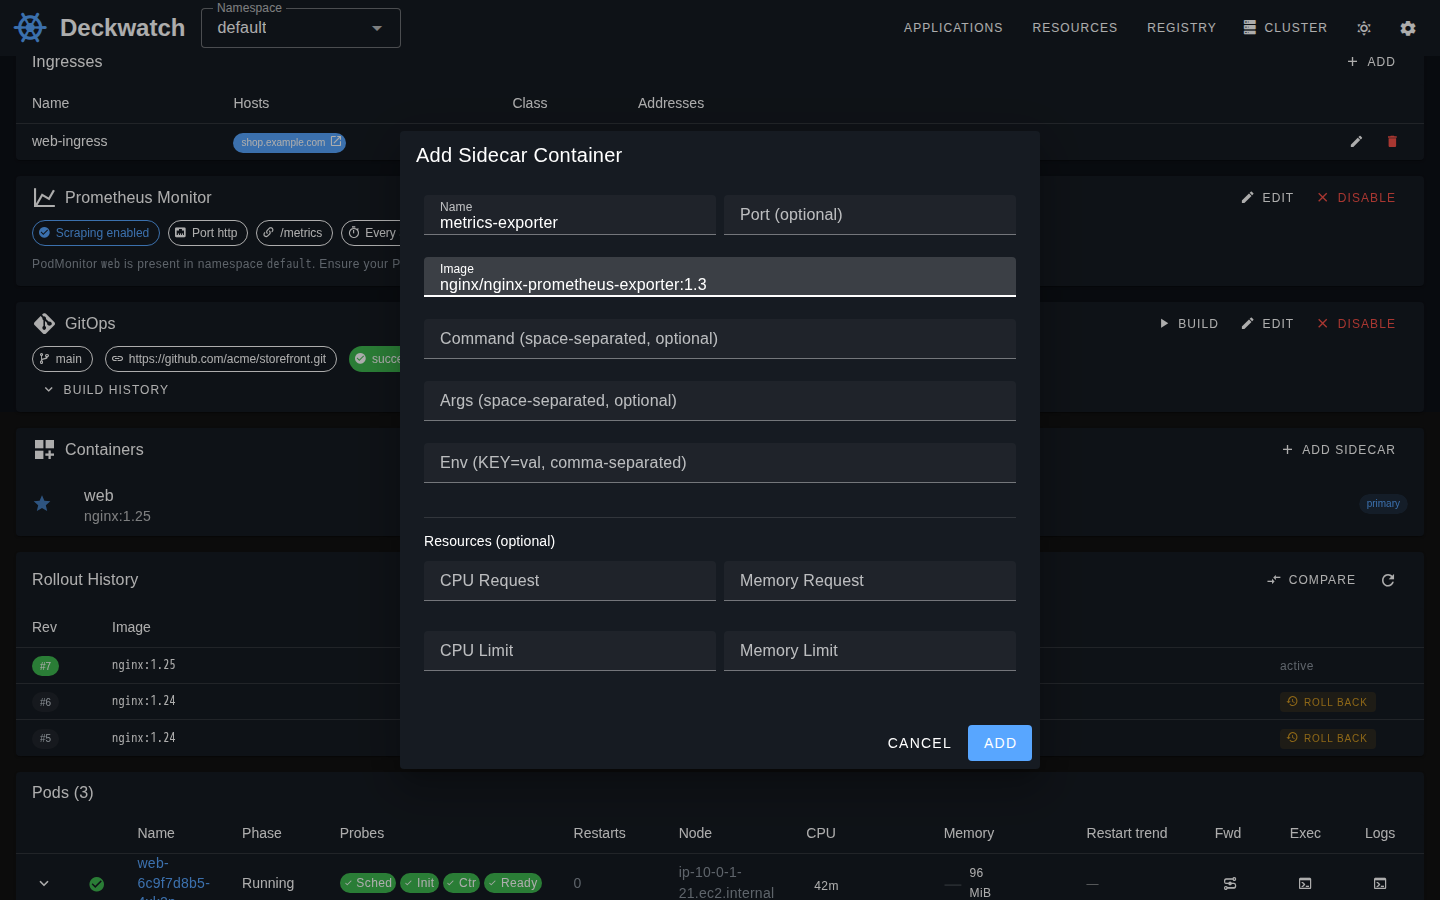 Deckwatch
Namespace
default
APPLICATIONS
RESOURCES
REGISTRY
CLUSTER
Ingresses
ADD
Name
Hosts
Class
Addresses
web-ingress
shop.example.com
Prometheus Monitor
EDIT
DISABLE
Scraping enabled
Port http
/metrics
Every
PodMonitor web is present in namespace default. Ensure your P
GitOps
BUILD
EDIT
DISABLE
main
https://github.com/acme/storefront.git
succe
BUILD HISTORY
Containers
ADD SIDECAR
web
nginx:1.25
primary
Rollout History
COMPARE
Rev
Image
#7
nginx:1.25
active
#6
nginx:1.24
ROLL BACK
#5
nginx:1.24
ROLL BACK
Add Sidecar Container
Name
metrics-exporter
Port (optional)
Image
nginx/nginx-prometheus-exporter:1.3
Command (space-separated, optional)
Args (space-separated, optional)
Env (KEY=val, comma-separated)
Resources (optional)
CPU Request
Memory Request
CPU Limit
Memory Limit
CANCEL
ADD
Pods (3)
Name
Phase
Probes
Restarts
Node
CPU
Memory
Restart trend
Fwd
Exec
Logs
web-
6c9f7d8b5-
Running
Sched
Init
Ctr
Ready
0
ip-10-0-1-
21.ec2.internal
42m
96
MiB
—